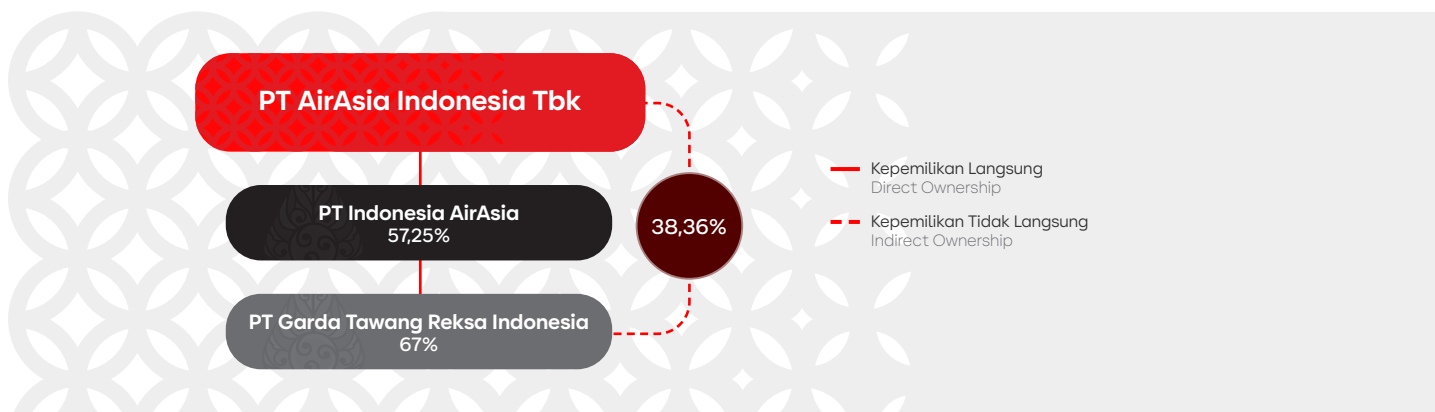 PT AirAsia Indonesia Tbk
PT Indonesia AirAsia
57,25%
38,36%
PT Garda Tawang Reksa Indonesia
67%
Kepemilikan Langsung
Direct Ownership
Kepemilikan Tidak Langsung
Indirect Ownership